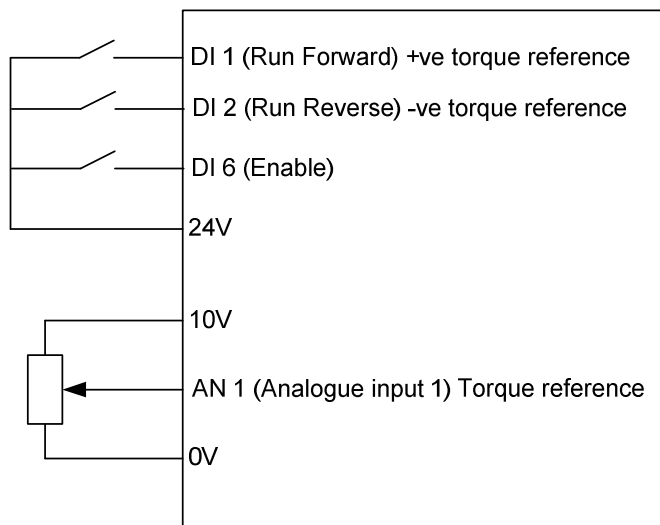 DI 1 (Run Forward) +ve torque reference
DI 2 (Run Reverse) -ve torque reference
DI 6 (Enable)
24V
10V
AN 1 (Analogue input 1) Torque reference
0V